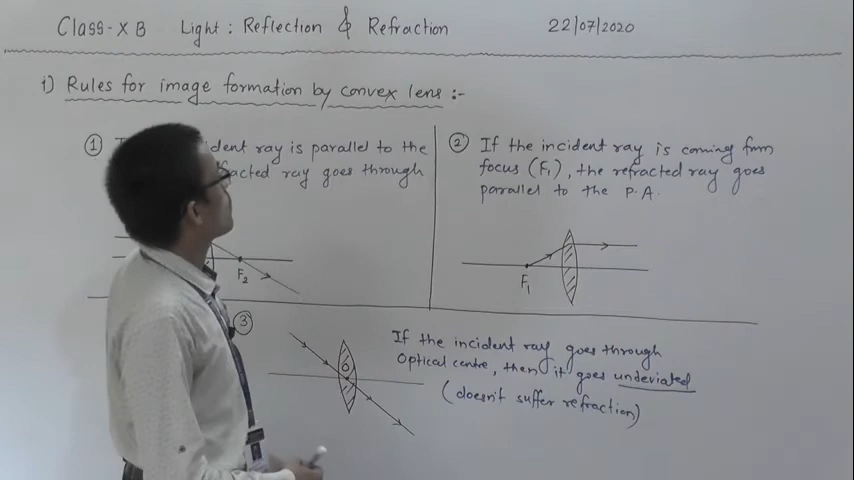 Class-X B Light: Reflection & Refraction 22/07/2020
1) Rules for image formation by convex lens :-
① ident ray is parallel to the
acted ray goes through
F2
② If the incident ray is coming from
focus (F1), the refracted ray goes
parallel to the P.A.
F1
③
If the incident ray goes through
Optical centre, then it goes undeviated
(doesn't suffer refraction)
O